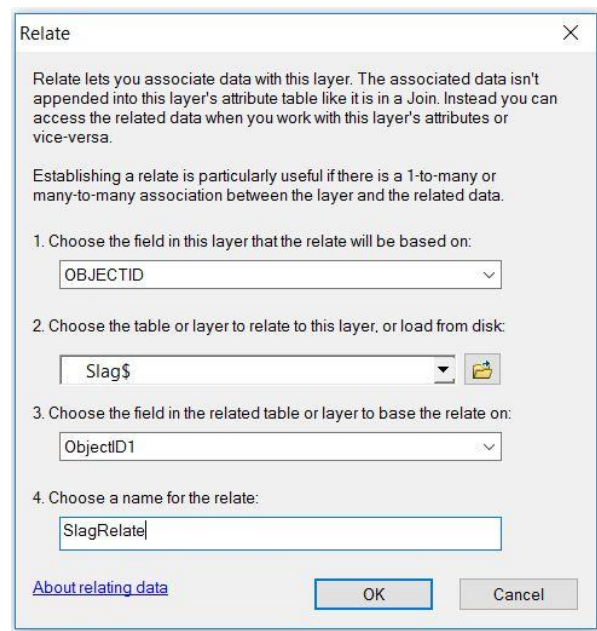 Relate
Relate lets you associate data with this layer. The associated data isn't
appended into this layer's attribute table like it is in a Join. Instead you can
access the related data when you work with this layer's attributes or
vice-versa.
Establishing a relate is particularly useful if there is a 1-to-many or
many-to-many association between the layer and the related data.
1. Choose the field in this layer that the relate will be based on:
OBJECTID
2. Choose the table or layer to relate to this layer, or load from disk:
Slag$
3. Choose the field in the related table or layer to base the relate on:
ObjectID1
4. Choose a name for the relate:
SlagRelate
About relating data OK Cancel